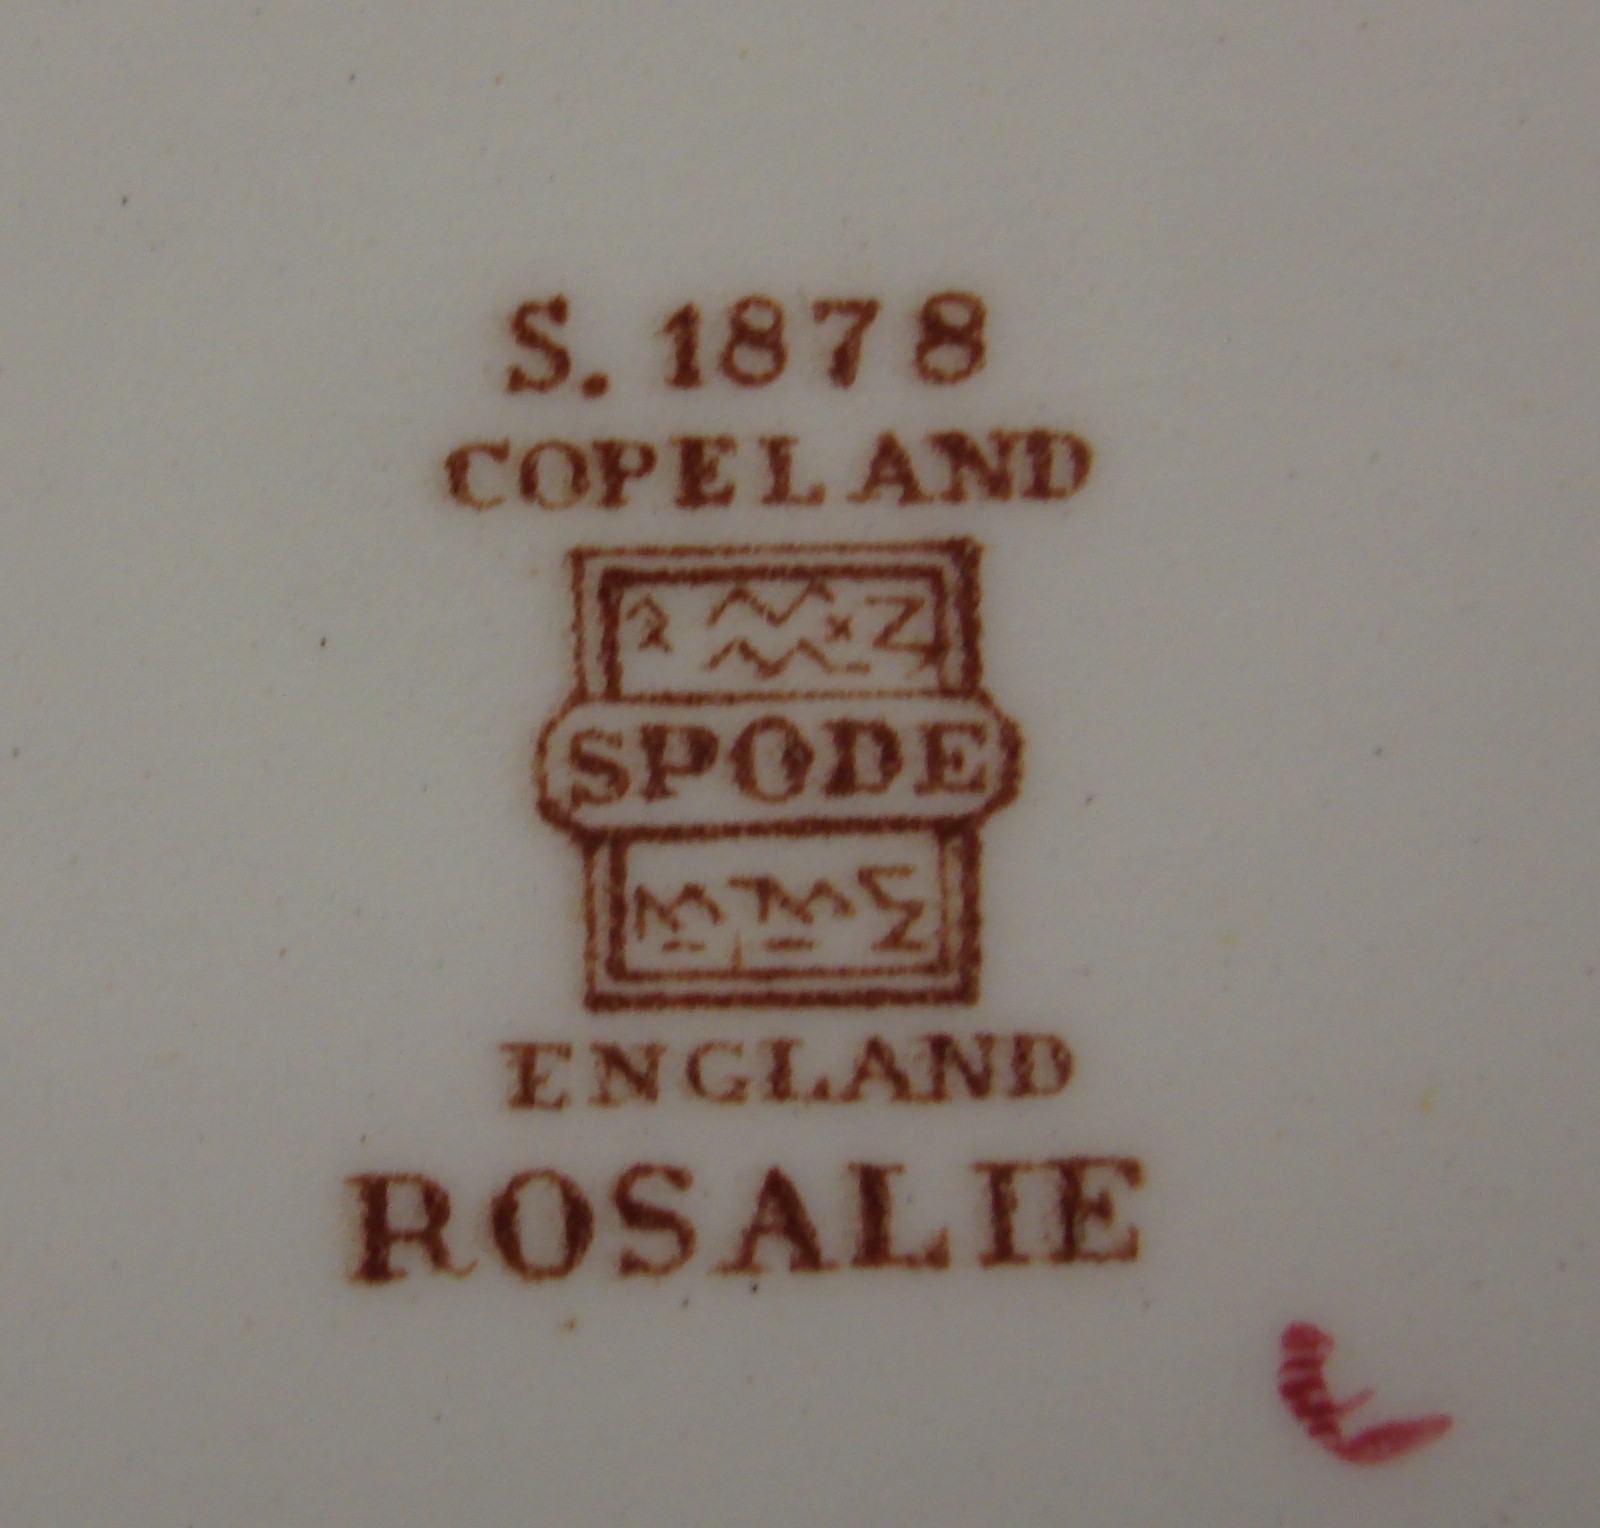 S. 1878
COPELAND
SPODE
ENGLAND
ROSALIE